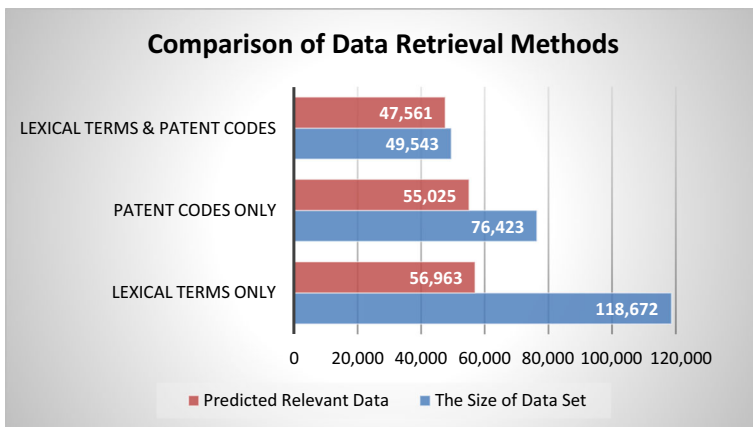 Comparison of Data Retrieval Methods
LEXICAL TERMS & PATENT CODES
47,561
49,543
PATENT CODES ONLY
55,025
76,423
LEXICAL TERMS ONLY
56,963
118,672
0 20,000 40,000 60,000 80,000 100,000 120,000
Predicted Relevant Data The Size of Data Set